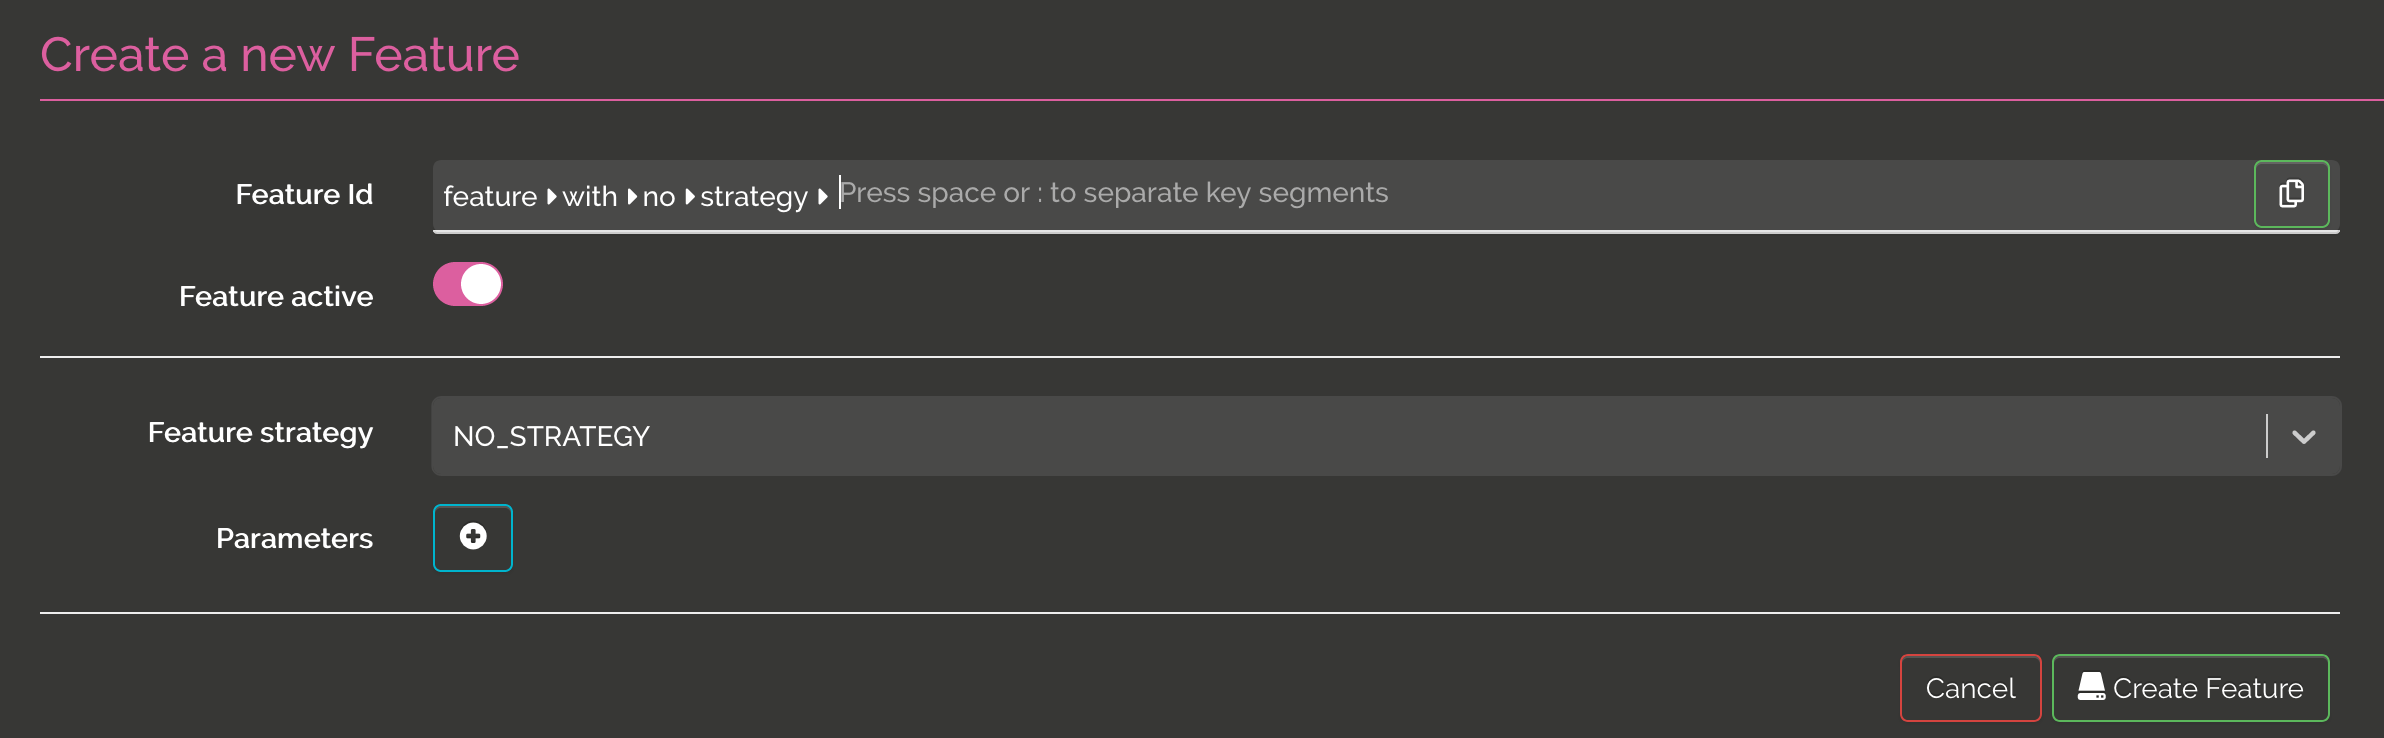 Create a new Feature
Feature Id feature with no strategy Press space or : to separate key segments
Feature active
Feature strategy NO_STRATEGY
Parameters
Cancel Create Feature